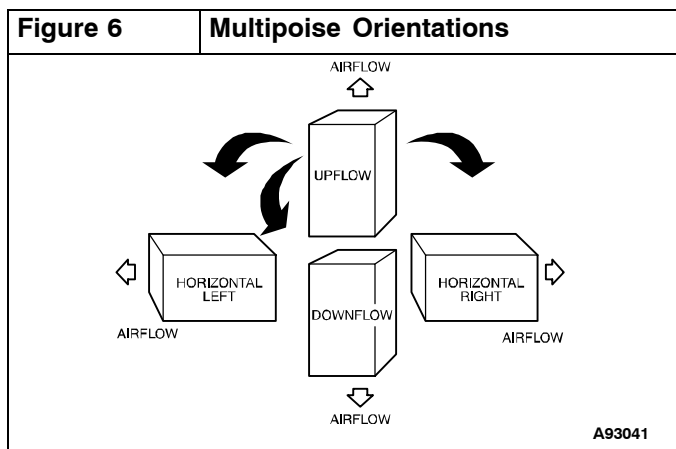 Figure 6 Multipoise Orientations
AIRFLOW
UPFLOW
HORIZONTAL
LEFT
AIRFLOW
DOWNFLOW
AIRFLOW
HORIZONTAL
RIGHT
AIRFLOW
A93041